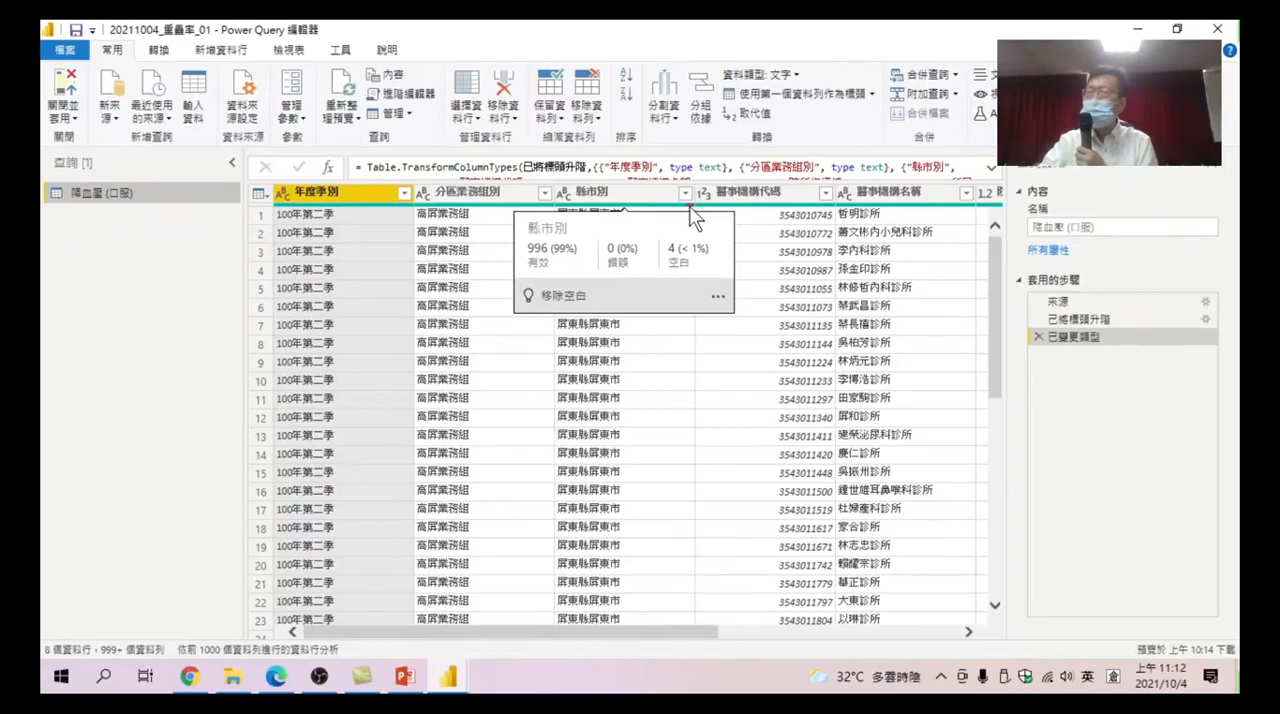 20211004_重疊率_01 - Power Query 編輯器
檔案 常用 轉換 新增資料行 檢視表 工具 說明
關閉並套用 新來源 最近使用的來源 輸入資料 資料來源設定 管理參數 重新整理預覽 內容 進階編輯器 管理 選擇資料行 移除資料行 保留資料列 移除資料列 分割資料行 分組依據 資料類型: 文字 使用第一個資料列作為標頭 取代值 合併查詢 附加查詢 合併檔案
關閉 新增查詢 資料來源 參數 查詢 管理資料行 縮減資料列 排序 轉換 合併
查詢 [1]
= Table.TransformColumnTypes(已將標頭升階,{{"年度季別", type text}, {"分區業務組別", type text}, {"縣市別",
降血壓 (口服)
年度季別 分區業務組別 縣市別 醫事機構代碼 醫事機構名稱
1 100年第二季 高屏業務組 3543010745 哲明診所
2 100年第二季 高屏業務組 3543010772 蕭文彬內小兒科診所
3 100年第二季 高屏業務組 3543010978 李內科診所
4 100年第二季 高屏業務組 3543010987 孫金印診所
5 100年第二季 高屏業務組 3543011055 林修哲內科診所
6 100年第二季 高屏業務組 3543011073 蔡武昌診所
7 100年第二季 高屏業務組 屏東縣屏東市 3543011135 葉長禧診所
8 100年第二季 高屏業務組 屏東縣屏東市 3543011144 吳柏芳診所
9 100年第二季 高屏業務組 屏東縣屏東市 3543011224 林炳元診所
10 100年第二季 高屏業務組 屏東縣屏東市 3543011233 李博浩診所
11 100年第二季 高屏業務組 屏東縣屏東市 3543011297 田家駒診所
12 100年第二季 高屏業務組 屏東縣屏東市 3543011340 屏和診所
13 100年第二季 高屏業務組 屏東縣屏東市 3543011411 建榮泌尿科診所
14 100年第二季 高屏業務組 屏東縣屏東市 3543011420 慶仁診所
15 100年第二季 高屏業務組 屏東縣屏東市 3543011448 吳振州診所
16 100年第二季 高屏業務組 屏東縣屏東市 3543011500 鐘世雄耳鼻喉科診所
17 100年第二季 高屏業務組 屏東縣屏東市 3543011519 杜婦產科診所
18 100年第二季 高屏業務組 屏東縣屏東市 3543011617 家合診所
19 100年第二季 高屏業務組 屏東縣屏東市 3543011671 林志忠診所
20 100年第二季 高屏業務組 屏東縣屏東市 3543011742 賴耀宗診所
21 100年第二季 高屏業務組 屏東縣屏東市 3543011779 華正診所
22 100年第二季 高屏業務組 屏東縣屏東市 3543011797 大東診所
23 100年第二季 高屏業務組 屏東縣屏東市 3543011804 以琳診所
縣市別
996 (99%) 0 (0%) 4 (< 1%)
有效 錯誤 空白
移除空白
內容
名稱
降血壓 (口服)
所有屬性
套用的步驟
來源
已將標頭升階
已變更類型
8 個資料行，999+ 個資料列 依前 1000 個資料列進行的資料行分析 預覽於 上午 10:14 下載
32°C 多雲時陰 英 上午 11:12
2021/10/4